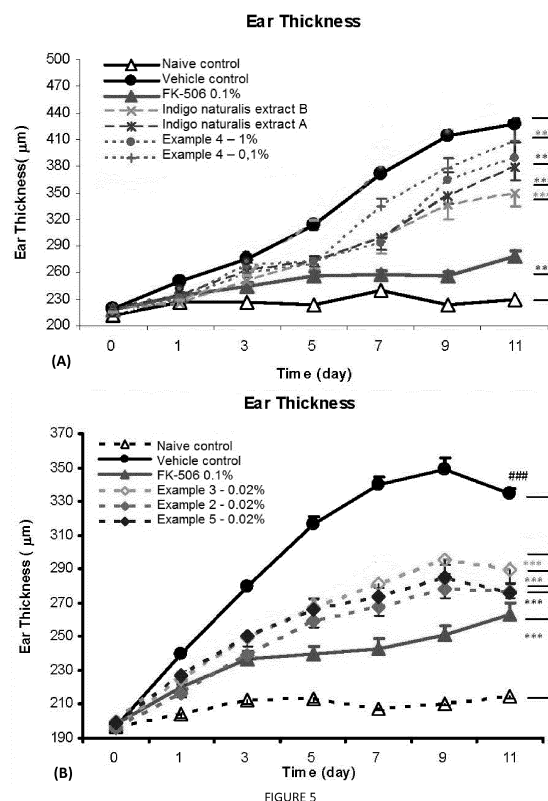 Ear Thickness
500
470
440
410
380
350
320
290
260
230
200
Ear Thickness( μm)
Naive control
Vehicle control
FK-506 0.1%
Indigo naturalis extract B
Indigo naturalis extract A
Example 4 – 1%
Example 4 – 0,1%
**
**
***
***
**
0 1 3 5 7 9 11
(A)
Time (day)
Ear Thickness
370
350
330
310
290
270
250
230
210
190
Ear Thickness ( μm)
Naive control
Vehicle control
FK-506 0.1%
Example 3 - 0.02%
Example 2 - 0.02%
Example 5 - 0.02%
###
***
***
***
***
0 1 3 5 7 9 11
(B)
Time (day)
FIGURE 5